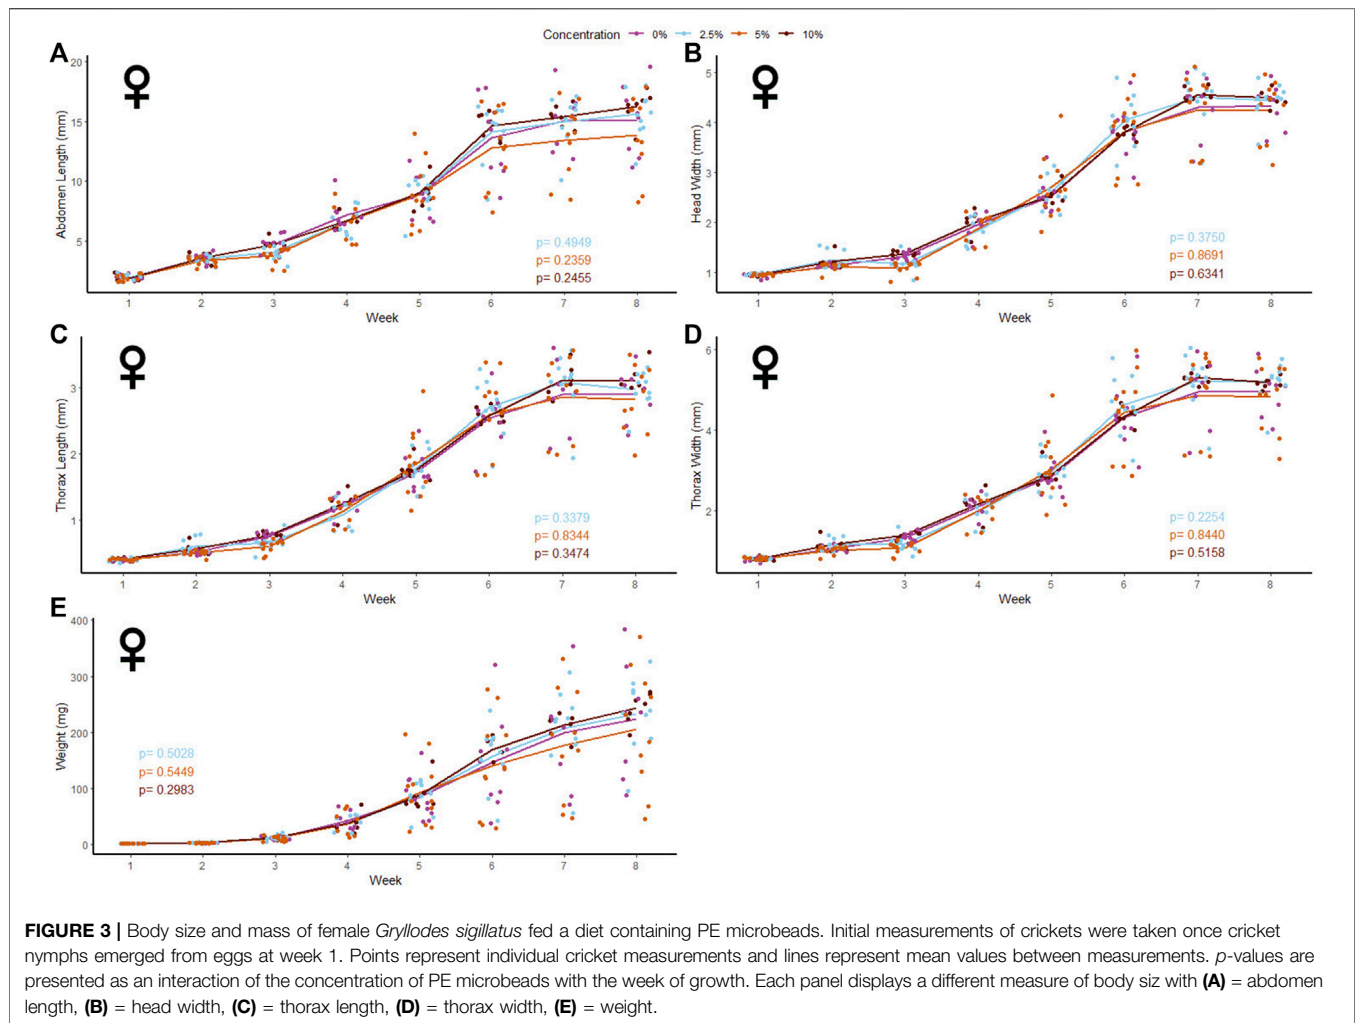 Concentration 0% 2.5% 5% 10%
A
Abdomen Length (mm)
20
15
10
5
p= 0.4949
p= 0.2359
p= 0.2455
1 2 3 4 5 6 7 8
Week
B
Head Width (mm)
5
4
3
2
1
p= 0.3750
p= 0.8691
p= 0.6341
1 2 3 4 5 6 7 8
Week
C
Thorax Length (mm)
3
2
1
p= 0.3379
p= 0.8344
p= 0.3474
1 2 3 4 5 6 7 8
Week
D
Thorax Width (mm)
6
4
2
p= 0.2254
p= 0.8440
p= 0.5158
1 2 3 4 5 6 7 8
Week
E
Weight (mg)
400
300
200
100
0
p= 0.5028
p= 0.5449
p= 0.2983
1 2 3 4 5 6 7 8
Week
FIGURE 3 | Body size and mass of female Gryllodes sigillatus fed a diet containing PE microbeads. Initial measurements of crickets were taken once cricket
nymphs emerged from eggs at week 1. Points represent individual cricket measurements and lines represent mean values between measurements. p-values are
presented as an interaction of the concentration of PE microbeads with the week of growth. Each panel displays a different measure of body siz with (A) = abdomen
length, (B) = head width, (C) = thorax length, (D) = thorax width, (E) = weight.